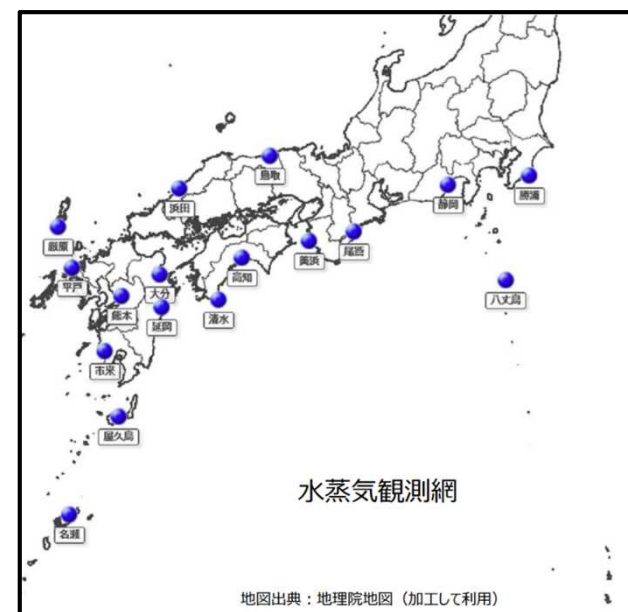 鳥取
浜田
静岡
勝浦
厳原
尾鷲
美浜
高知
平戸
大分
八丈島
熊本
清水
延岡
市来
屋久島
水蒸気観測網
名瀬
地図出典：地理院地図（加工して利用）